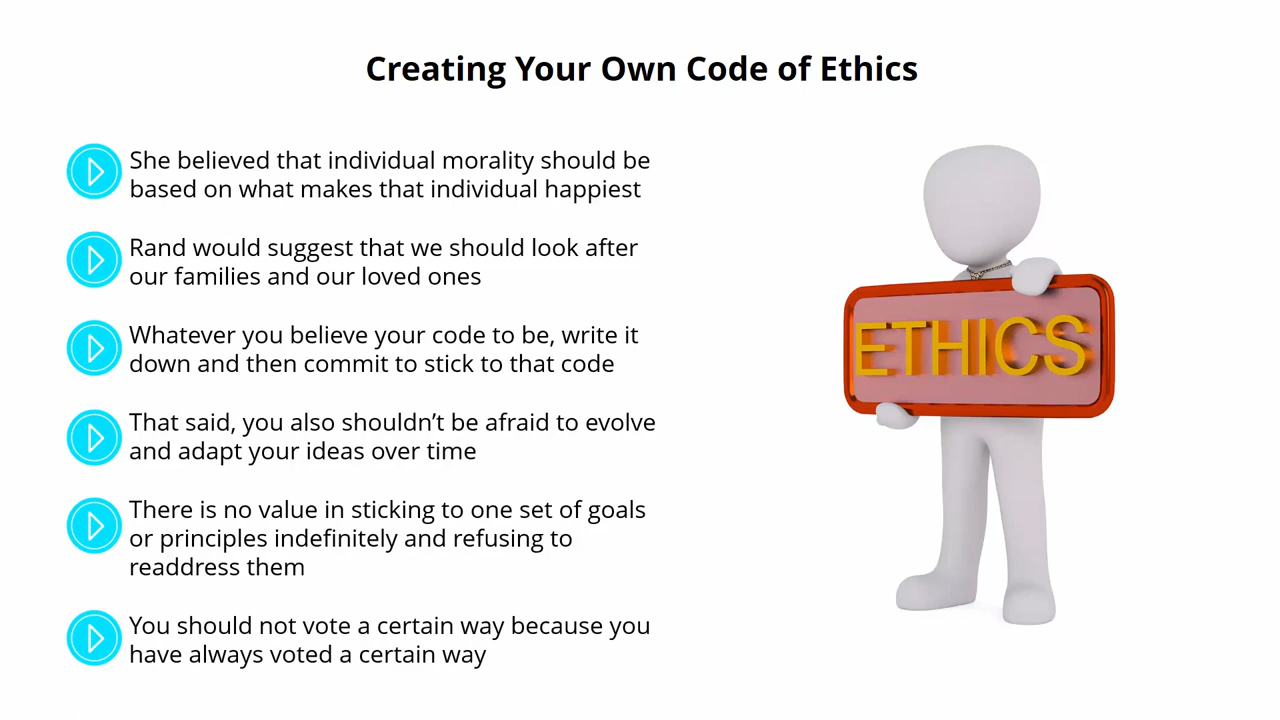 Creating Your Own Code of Ethics
She believed that individual morality should be
based on what makes that individual happiest
Rand would suggest that we should look after
our families and our loved ones
Whatever you believe your code to be, write it
down and then commit to stick to that code
That said, you also shouldn’t be afraid to evolve
and adapt your ideas over time
There is no value in sticking to one set of goals
or principles indefinitely and refusing to
readdress them
You should not vote a certain way because you
have always voted a certain way
ETHICS